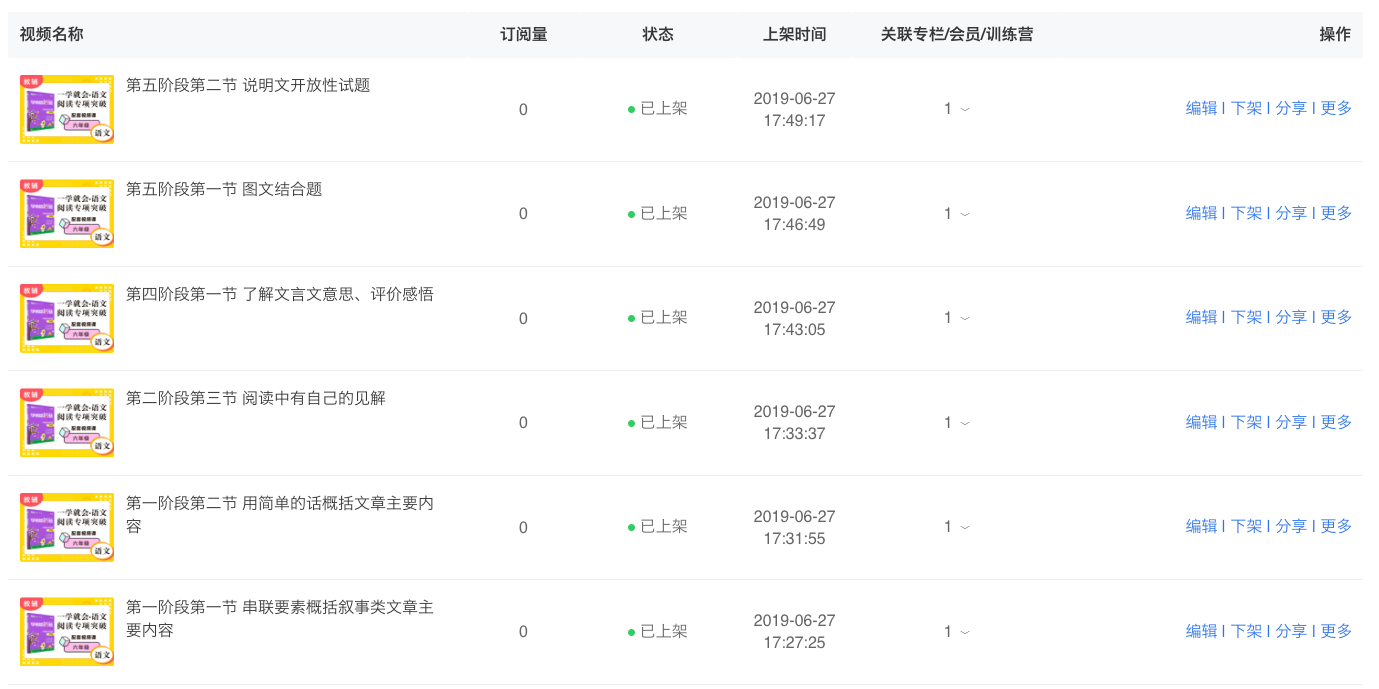 视频名称 订阅量 状态 上架时间 关联专栏/会员/训练营 操作
教辅
一学就会·语文
阅读专项突破
配套视频课
六年级
语文
第五阶段第二节 说明文开放性试题
0
已上架
2019-06-27
17:49:17
1
编辑 | 下架 | 分享 | 更多
教辅
一学就会·语文
阅读专项突破
配套视频课
六年级
语文
第五阶段第一节 图文结合题
0
已上架
2019-06-27
17:46:49
1
编辑 | 下架 | 分享 | 更多
教辅
一学就会·语文
阅读专项突破
配套视频课
六年级
语文
第四阶段第一节 了解文言文意思、评价感悟
0
已上架
2019-06-27
17:43:05
1
编辑 | 下架 | 分享 | 更多
教辅
一学就会·语文
阅读专项突破
配套视频课
六年级
语文
第二阶段第三节 阅读中有自己的见解
0
已上架
2019-06-27
17:33:37
1
编辑 | 下架 | 分享 | 更多
教辅
一学就会·语文
阅读专项突破
配套视频课
六年级
语文
第一阶段第二节 用简单的话概括文章主要内
容
0
已上架
2019-06-27
17:31:55
1
编辑 | 下架 | 分享 | 更多
教辅
一学就会·语文
阅读专项突破
配套视频课
六年级
语文
第一阶段第一节 串联要素概括叙事类文章主
要内容
0
已上架
2019-06-27
17:27:25
1
编辑 | 下架 | 分享 | 更多